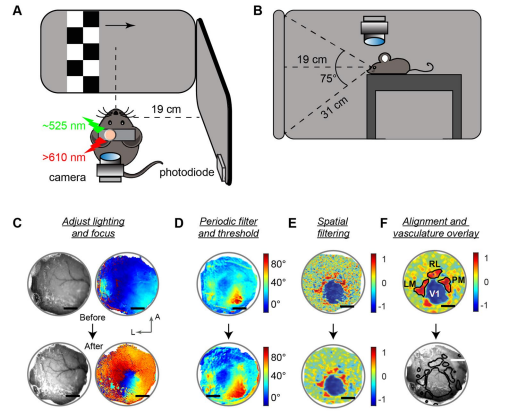 A
B
19 cm
~525 nm
>610 nm
camera
photodiode
19 cm
75°
31 cm
C
Adjust lighting
and focus
D
Periodic filter
and threshold
E
Spatial
filtering
F
Alignment and
vasculature overlay
80°
40°
0°
1
0
-1
RL
LM
PM
V1
1
0
-1
Before
After
A
L
80°
40°
0°
1
0
-1